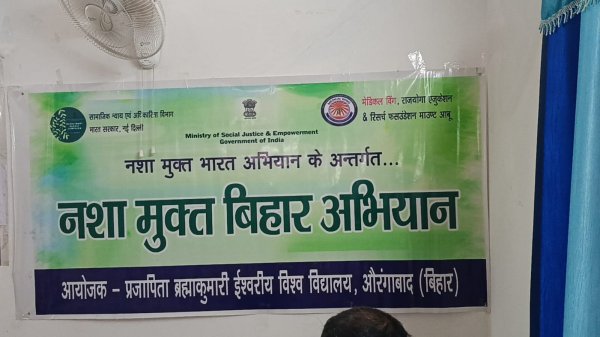 सामाजिक न्याय एवं अधिकारिता विभाग
भारत सरकार, नई दिल्ली
Ministry of Social Justice & Empowerment
Government of India
मेडिकल विंग, राजयोगा एजुकेशन
& रिसर्च फाउंडेशन माउण्ट आबू
नशा मुक्त भारत अभियान के अन्तर्गत...
नशा मुक्त बिहार अभियान
आयोजक – प्रजापिता ब्रह्माकुमारी ईश्वरीय विश्व विद्यालय, औरंगाबाद (बिहार)